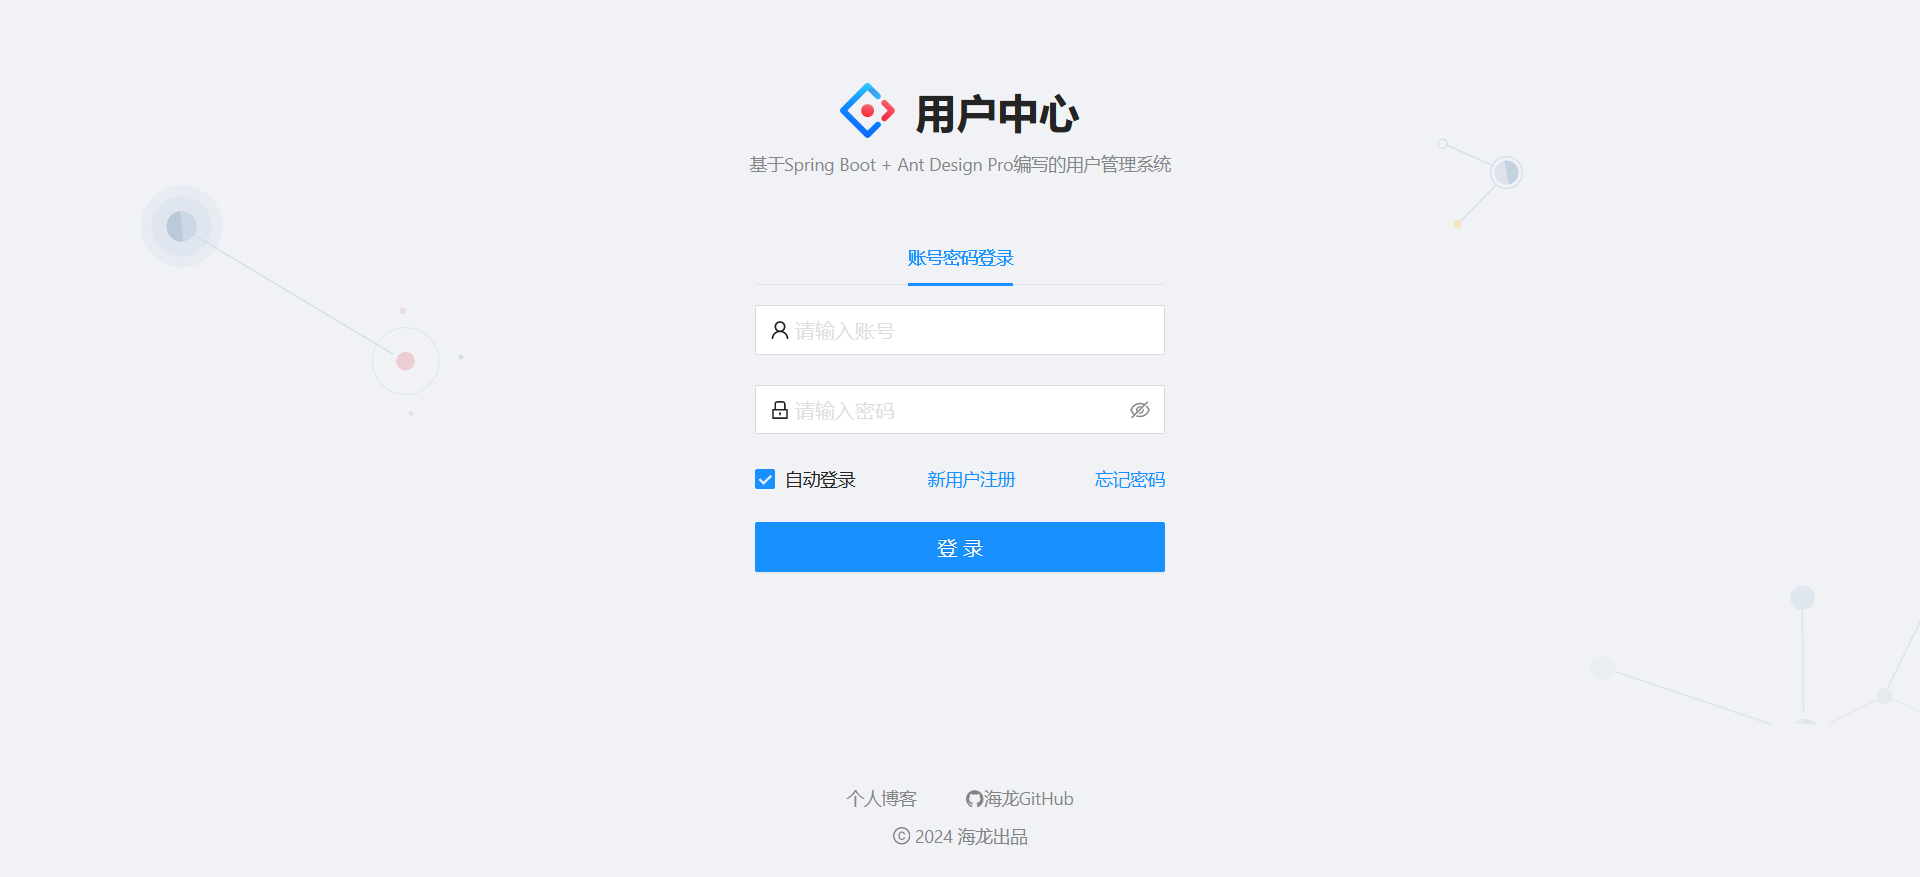 用户中心
基于Spring Boot + Ant Design Pro编写的用户管理系统
账号密码登录
请输入账号
请输入密码
自动登录 新用户注册 忘记密码
登 录
个人博客 海龙GitHub
© 2024 海龙出品